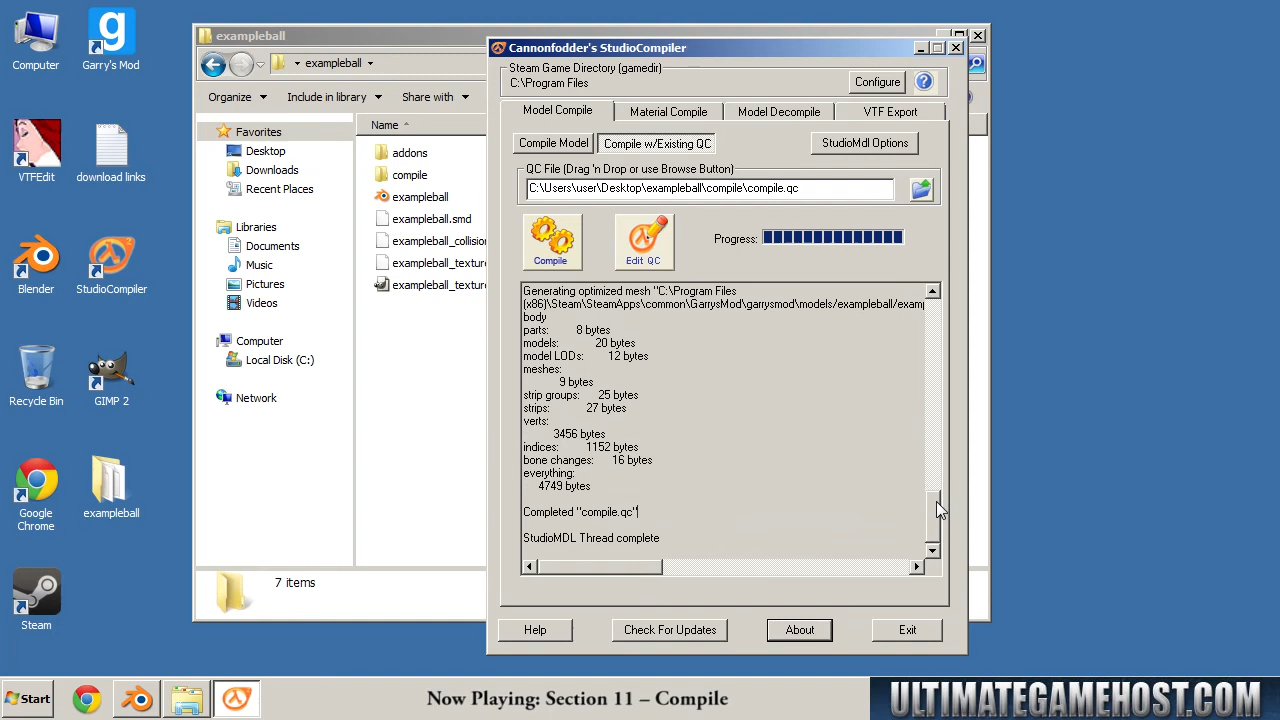 Computer
Garry's Mod
VTFEdit
download links
Blender
StudioCompiler
Recycle Bin
GIMP 2
Google
Chrome
exampleball
Steam
exampleball
exampleball
Organize
Include in library
Share with
Favorites
Desktop
Downloads
Recent Places
Libraries
Documents
Music
Pictures
Videos
Computer
Local Disk (C:)
Network
Name
addons
compile
exampleball
exampleball.smd
exampleball_collision
exampleball_textur
exampleball_textur
7 items
Cannonfodder's StudioCompiler
Steam Game Directory (gamedir)
C:\Program Files
Configure
?
Model Compile
Material Compile
Model Decompile
VTF Export
Compile Model
Compile w/Existing QC
StudioMdl Options
QC File (Drag 'n Drop or use Browse Button)
C:\Users\user\Desktop\exampleball\compile\compile.qc
Compile
Edit QC
Progress:
Generating optimized mesh "C:\Program Files
(x86)\Steam\SteamApps\common\GarrysMod\garrysmod\models/exampleball/examp
body
parts: 8 bytes
models: 20 bytes
model LODs: 12 bytes
meshes:
9 bytes
strip groups: 25 bytes
strips: 27 bytes
verts:
3456 bytes
indices: 1152 bytes
bone changes: 16 bytes
everything:
4749 bytes
Completed "compile.qc"
StudioMDL Thread complete
Help
Check For Updates
About
Exit
Start
Now Playing: Section 11 – Compile
ULTIMATEGAMEHOST.COM